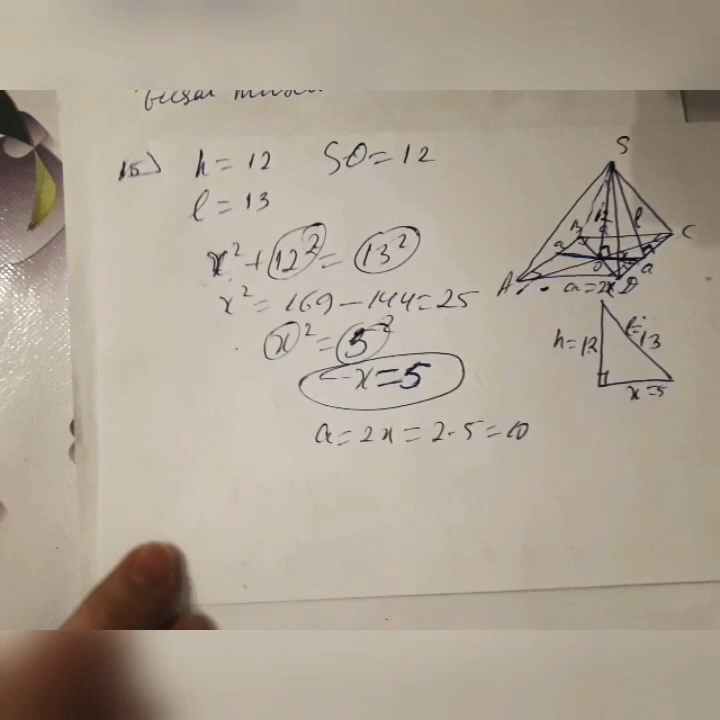 15) h = 12 SO = 12
l = 13
x² + 12² = 13²
x² = 169 - 144 = 25
x² = 5²
x = 5
a = 2x = 2 · 5 = 10
S
12
l
B
C
a
O
a
A
a = 2x
D
h = 12
l = 13
x = 5